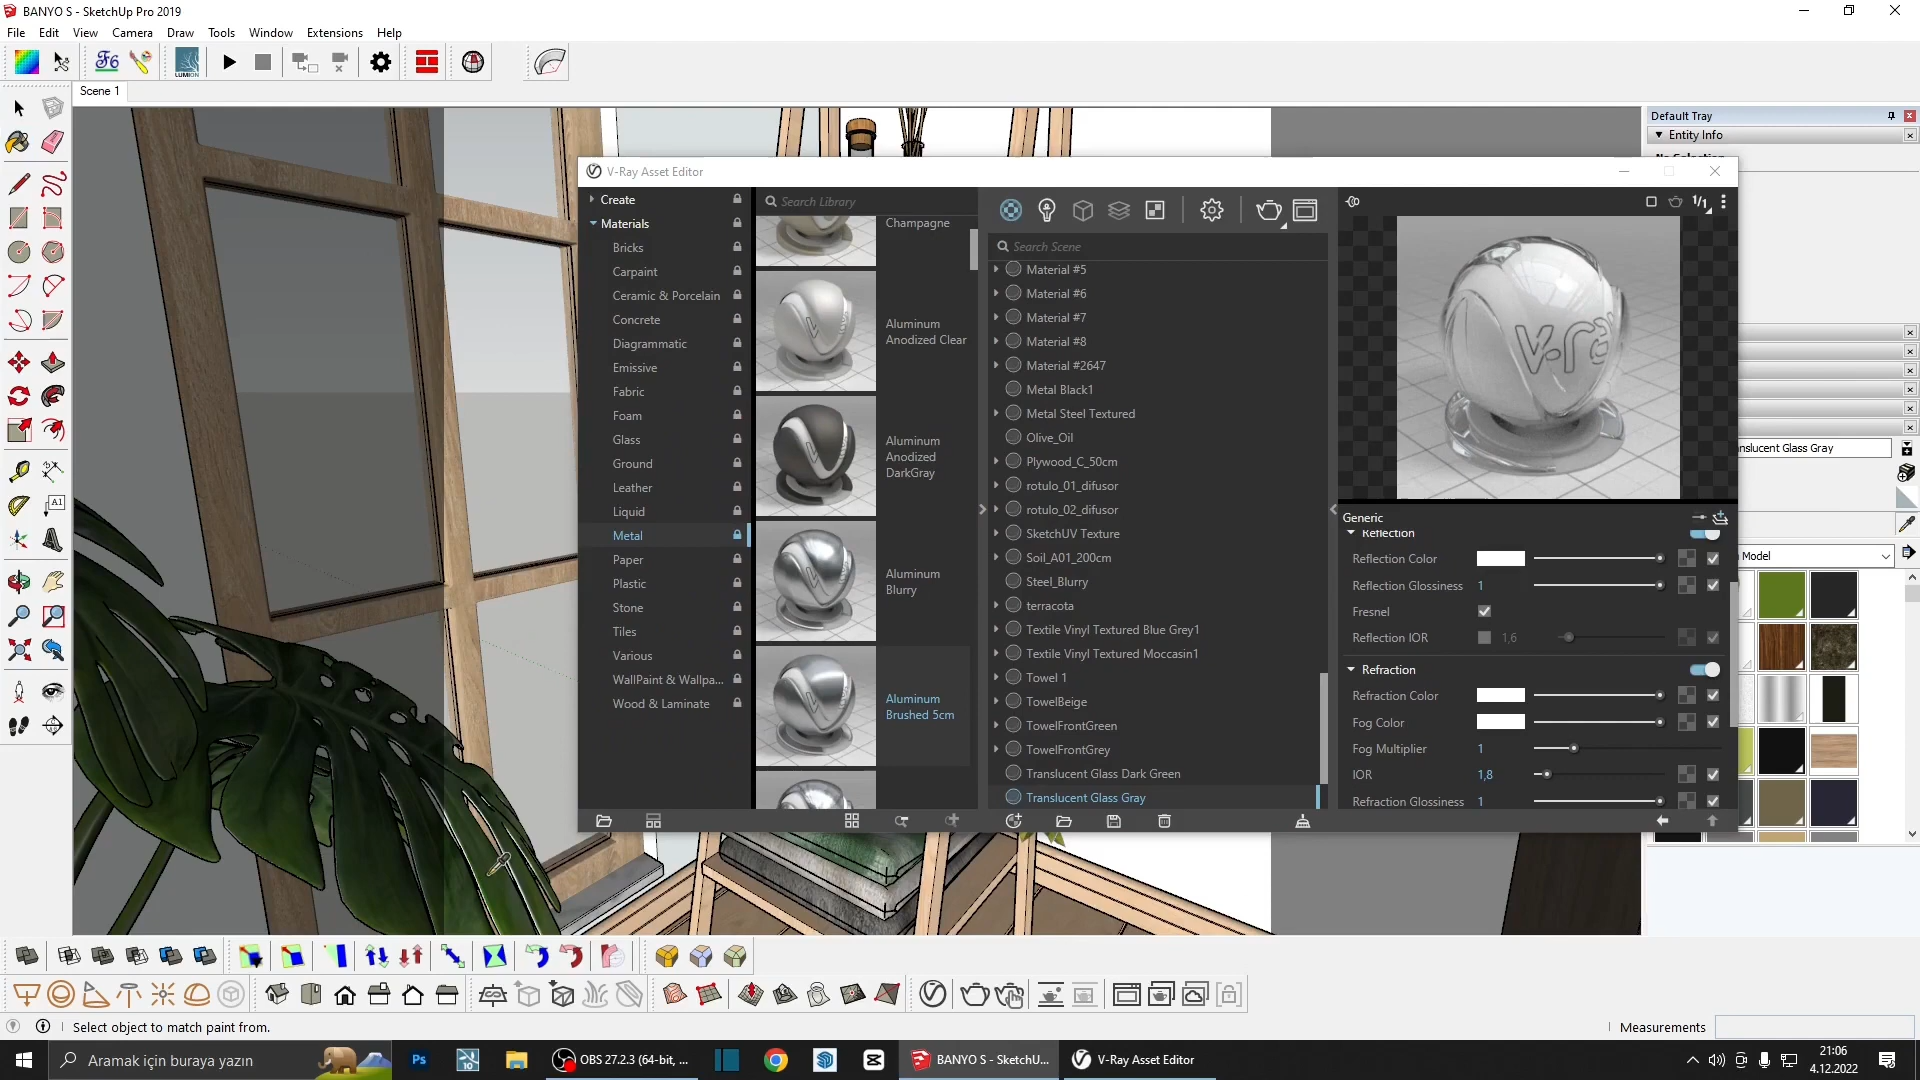 BANYO S - SketchUp Pro 2019
File Edit View Camera Draw Tools Window Extensions Help
LUMION
Scene 1
Default Tray
Entity Info
V-Ray Asset Editor
Create
Materials
Bricks
Carpaint
Ceramic & Porcelain
Concrete
Diagrammatic
Emissive
Fabric
Foam
Glass
Ground
Leather
Liquid
Metal
Paper
Plastic
Stone
Tiles
Various
WallPaint & Wallpa...
Wood & Laminate
Search Library
Champagne
Aluminum
Anodized Clear
Aluminum
Anodized
DarkGray
Aluminum
Blurry
Aluminum
Brushed 5cm
Search Scene
Material #5
Material #6
Material #7
Material #8
Material #2647
Metal Black1
Metal Steel Textured
Olive_Oil
Plywood_C_50cm
rotulo_01_difusor
rotulo_02_difusor
SketchUV Texture
Soil_A01_200cm
Steel_Blurry
terracota
Textile Vinyl Textured Blue Grey1
Textile Vinyl Textured Moccasin1
Towel 1
TowelBeige
TowelFrontGreen
TowelFrontGrey
Translucent Glass Dark Green
Translucent Glass Gray
1/1
Generic
Reflection
Reflection Color
Reflection Glossiness 1
Fresnel
Reflection IOR 1,6
Refraction
Refraction Color
Fog Color
Fog Multiplier 1
IOR 1,8
Refraction Glossiness 1
anslucent Glass Gray
Model
Select object to match paint from.
Measurements
Aramak için buraya yazın
Ps
OBS 27.2.3 (64-bit, ...
BANYO S - SketchU...
V-Ray Asset Editor
21:06
4.12.2022